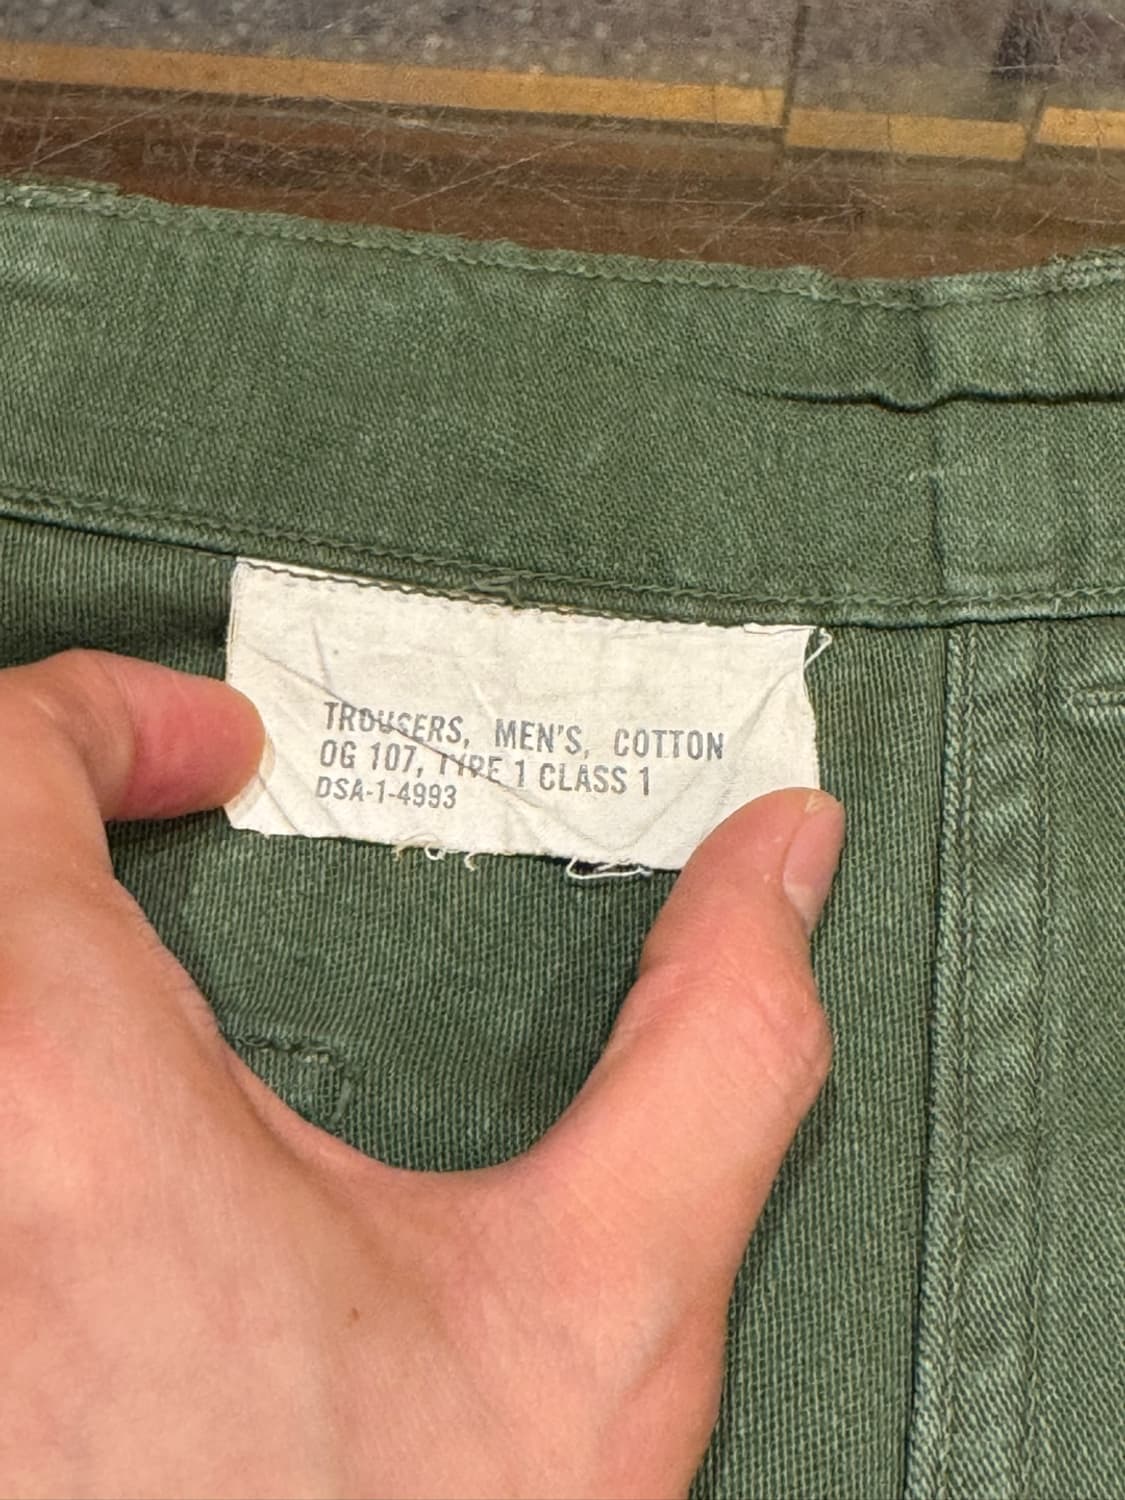 TROUSERS, MEN'S, COTTON
OG 107, TYPE 1 CLASS 1
DSA-1-4993